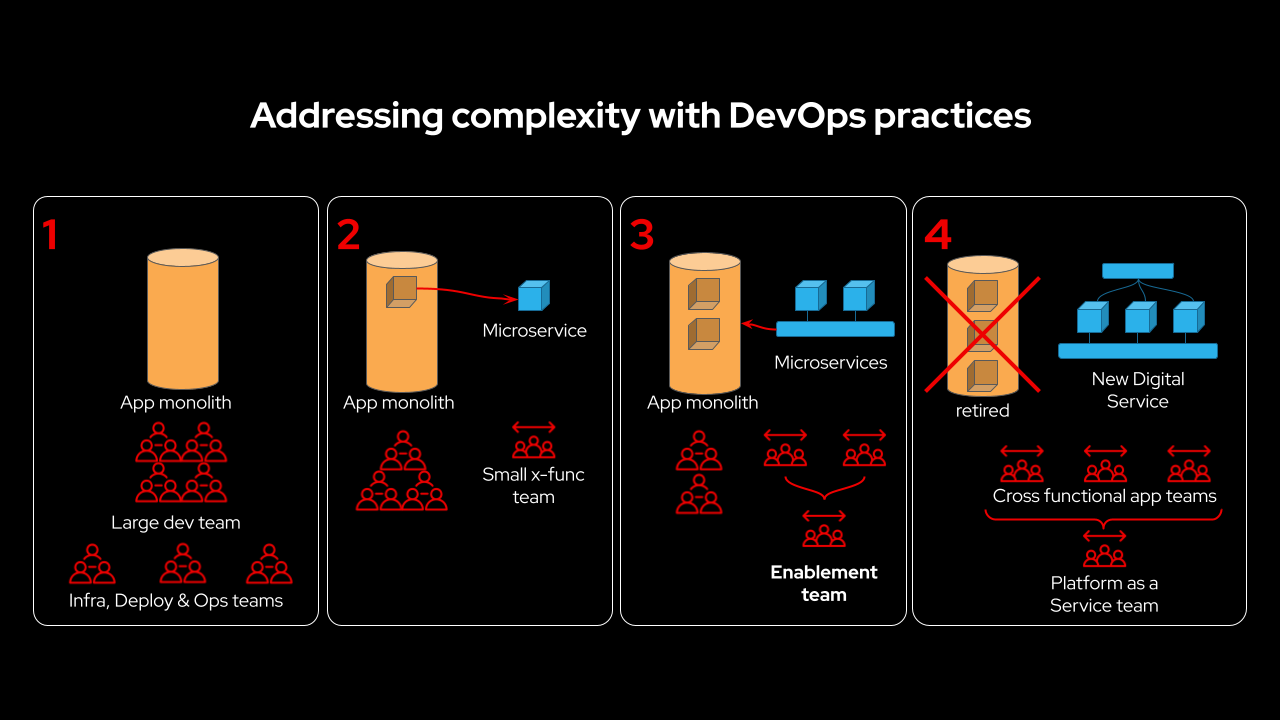 Addressing complexity with DevOps practices
1
App monolith
Large dev team
Infra, Deploy & Ops teams
2
Microservice
App monolith
Small x-func
team
3
Microservices
App monolith
Enablement
team
4
New Digital
Service
retired
Cross functional app teams
Platform as a
Service team